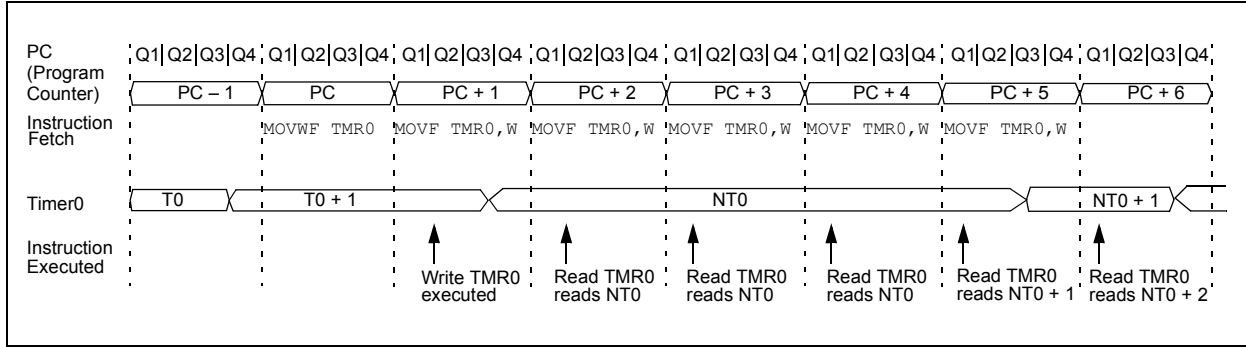 PC (Program Counter)
Q1 Q2 Q3 Q4 Q1 Q2 Q3 Q4 Q1 Q2 Q3 Q4 Q1 Q2 Q3 Q4 Q1 Q2 Q3 Q4 Q1 Q2 Q3 Q4 Q1 Q2 Q3 Q4 Q1 Q2 Q3 Q4
PC – 1 PC PC + 1 PC + 2 PC + 3 PC + 4 PC + 5 PC + 6
Instruction Fetch
MOVWF TMR0 MOVF TMR0,W MOVF TMR0,W MOVF TMR0,W MOVF TMR0,W MOVF TMR0,W
Timer0 T0 T0 + 1 NT0 NT0 + 1
Instruction Executed
Write TMR0 executed
Read TMR0 reads NT0
Read TMR0 reads NT0
Read TMR0 reads NT0
Read TMR0 reads NT0 + 1
Read TMR0 reads NT0 + 2